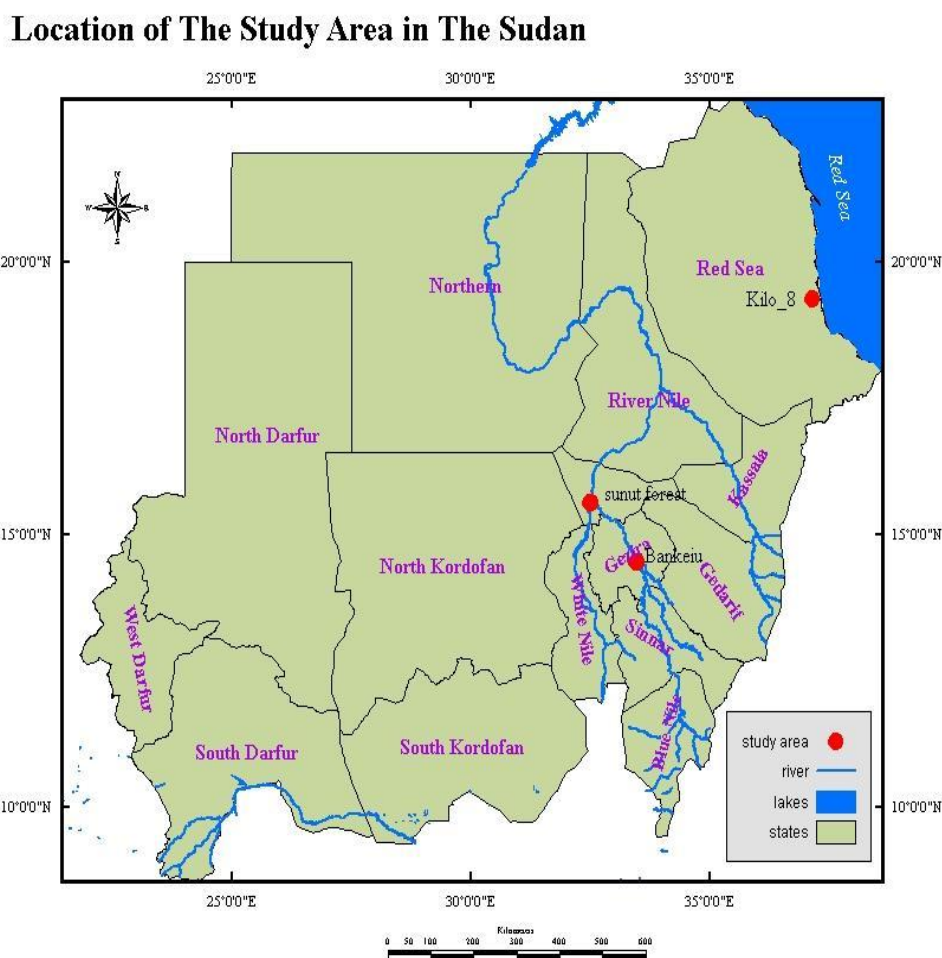 Location of The Study Area in The Sudan
25°0'0"E 30°0'0"E 35°0'0"E
N
W E
S
Red Sea
20°0'0"N 20°0'0"N
Red Sea
Northern
Kilo_8
River Nile
North Darfur
Kassala
sunut foreat
15°0'0"N 15°0'0"N
Gezira
Bankeiu
North Kordofan
Gedarif
White Nile
West Darfur
Sinnar
Blue Nile
South Darfur
South Kordofan
study area
river
lakes
states
10°0'0"N 10°0'0"N
25°0'0"E 30°0'0"E 35°0'0"E
Kilometers
0 50 100 200 300 400 500 600